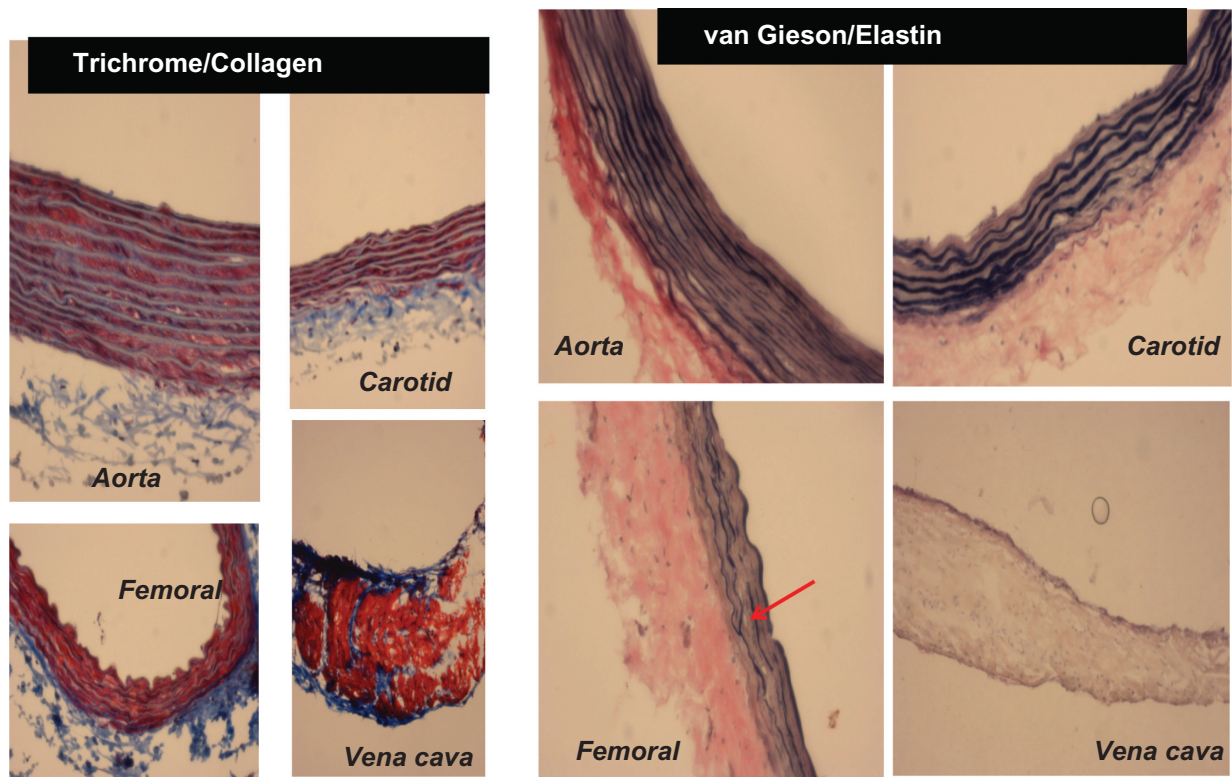 Trichrome/Collagen
Aorta
Carotid
Femoral
Vena cava
van Gieson/Elastin
Aorta
Carotid
Femoral
Vena cava